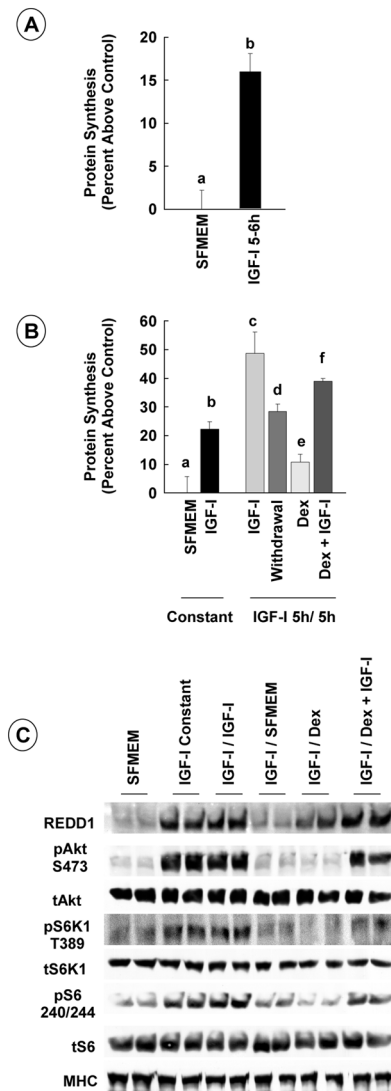 A
Protein Synthesis
(Percent Above Control)
20
15
10
5
0
a
b
SFMEM
IGF-I 5-6h
B
Protein Synthesis
(Percent Above Control)
60
50
40
30
20
10
0
a
b
c
d
e
f
SFMEM
IGF-I
IGF-I
Withdrawal
Dex
Dex + IGF-I
Constant
IGF-I 5h/ 5h
C
SFMEM
IGF-I Constant
IGF-I / IGF-I
IGF-I / SFMEM
IGF-I / Dex
IGF-I / Dex + IGF-I
REDD1
pAkt
S473
tAkt
pS6K1
T389
tS6K1
pS6
240/244
tS6
MHC